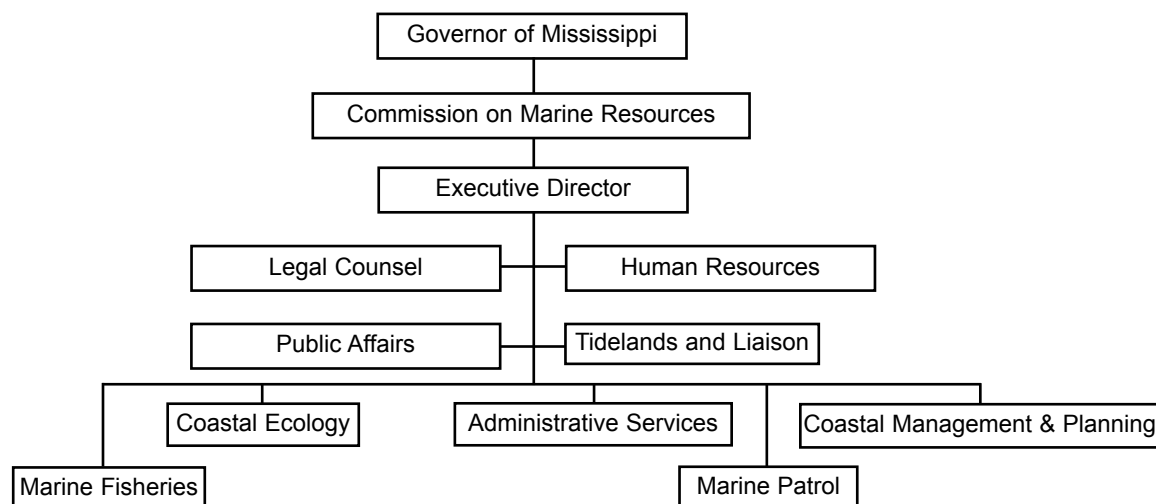 Governor of Mississippi
Commission on Marine Resources
Executive Director
Legal Counsel
Human Resources
Public Affairs
Tidelands and Liaison
Coastal Ecology
Administrative Services
Coastal Management & Planning
Marine Fisheries
Marine Patrol